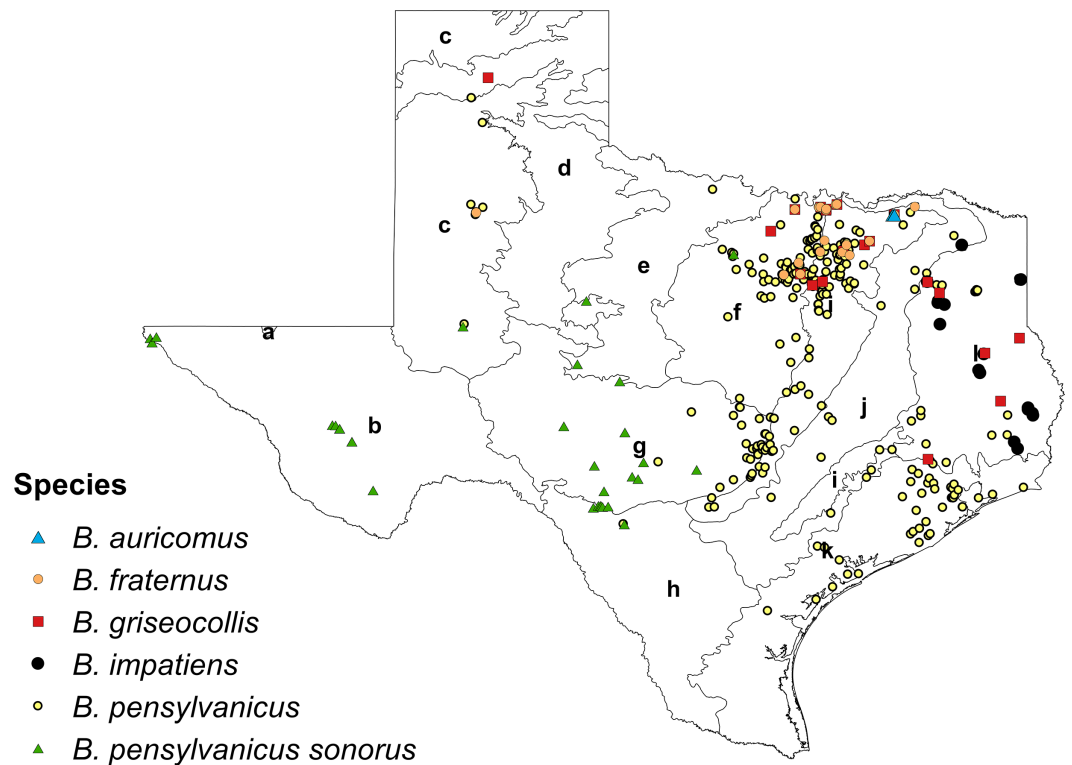 c
d
c
e
f
i
a
l
j
b
g
i
k
h
Species
B. auricomus
B. fraternus
B. griseocollis
B. impatiens
B. pensylvanicus
B. pensylvanicus sonorus